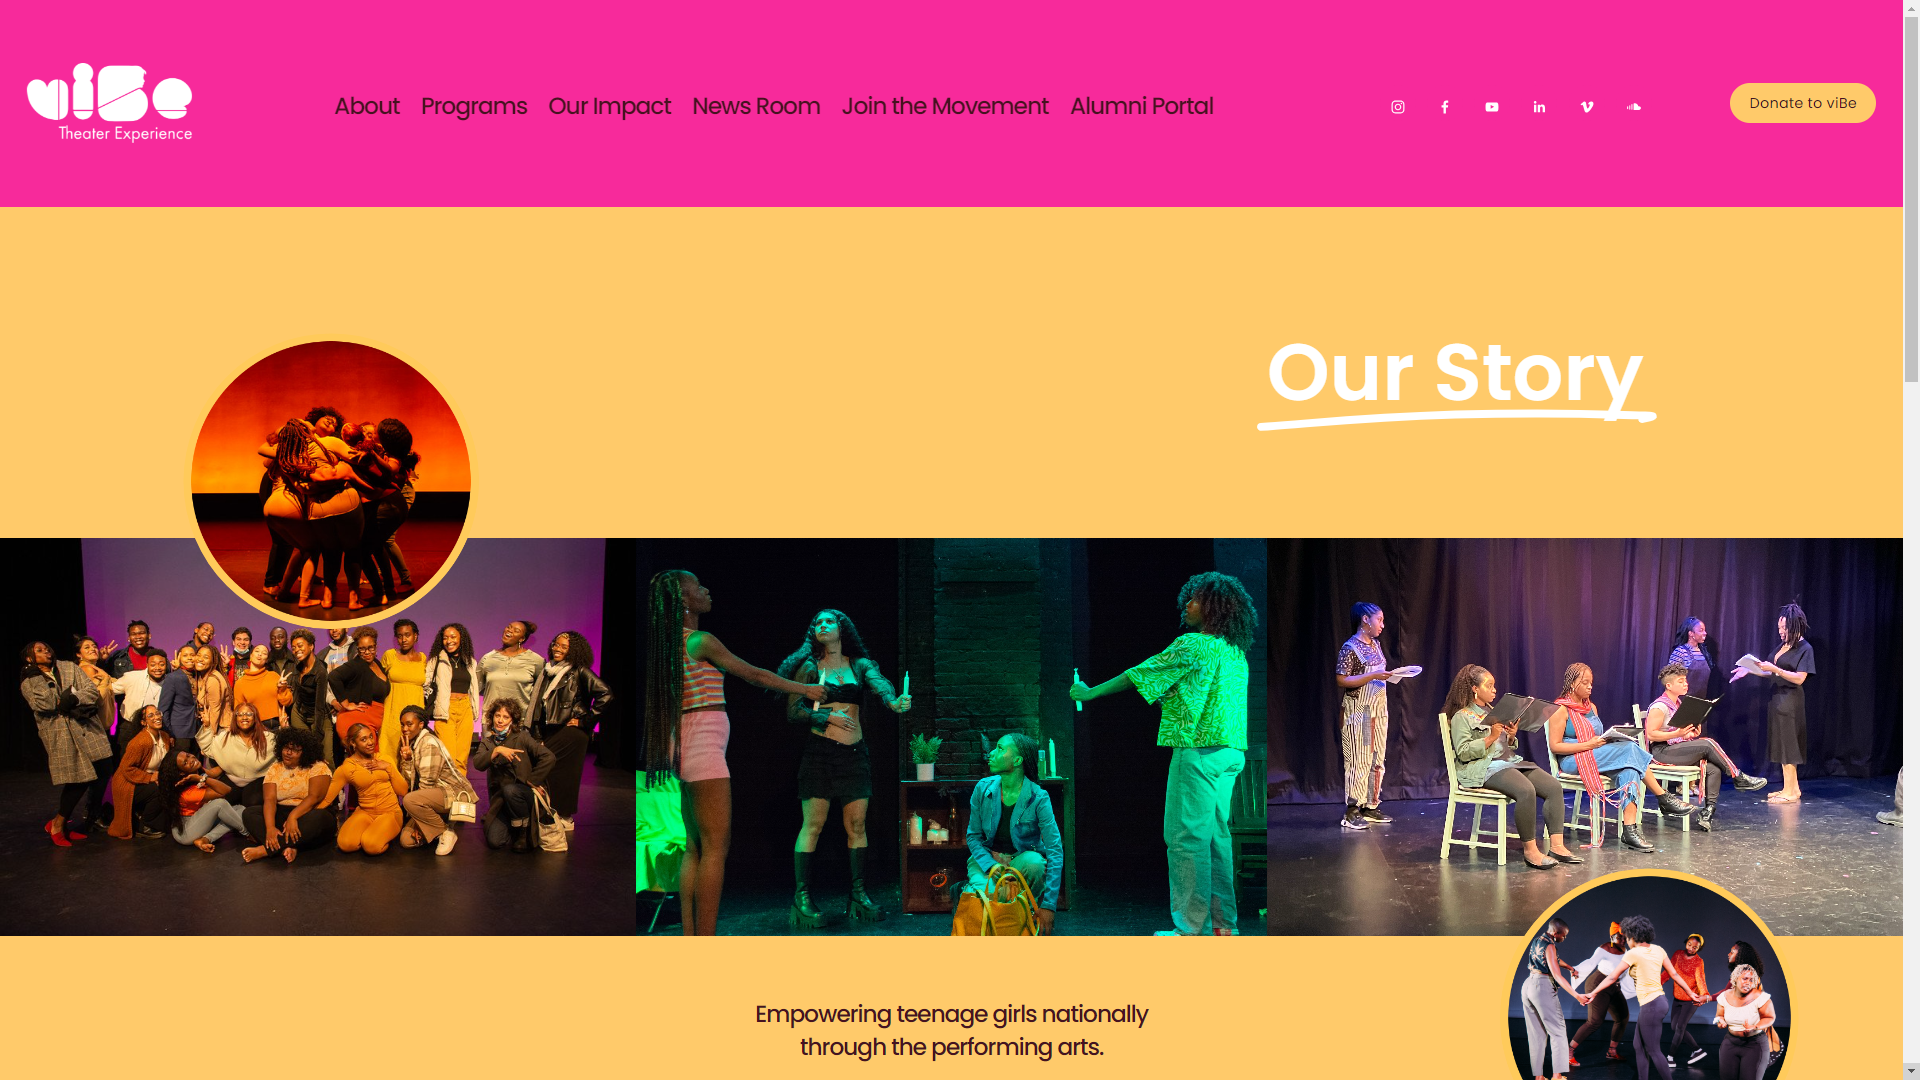 viBe
Theater Experience
About Programs Our Impact News Room Join the Movement Alumni Portal
Donate to viBe
Our Story
Empowering teenage girls nationally
through the performing arts.